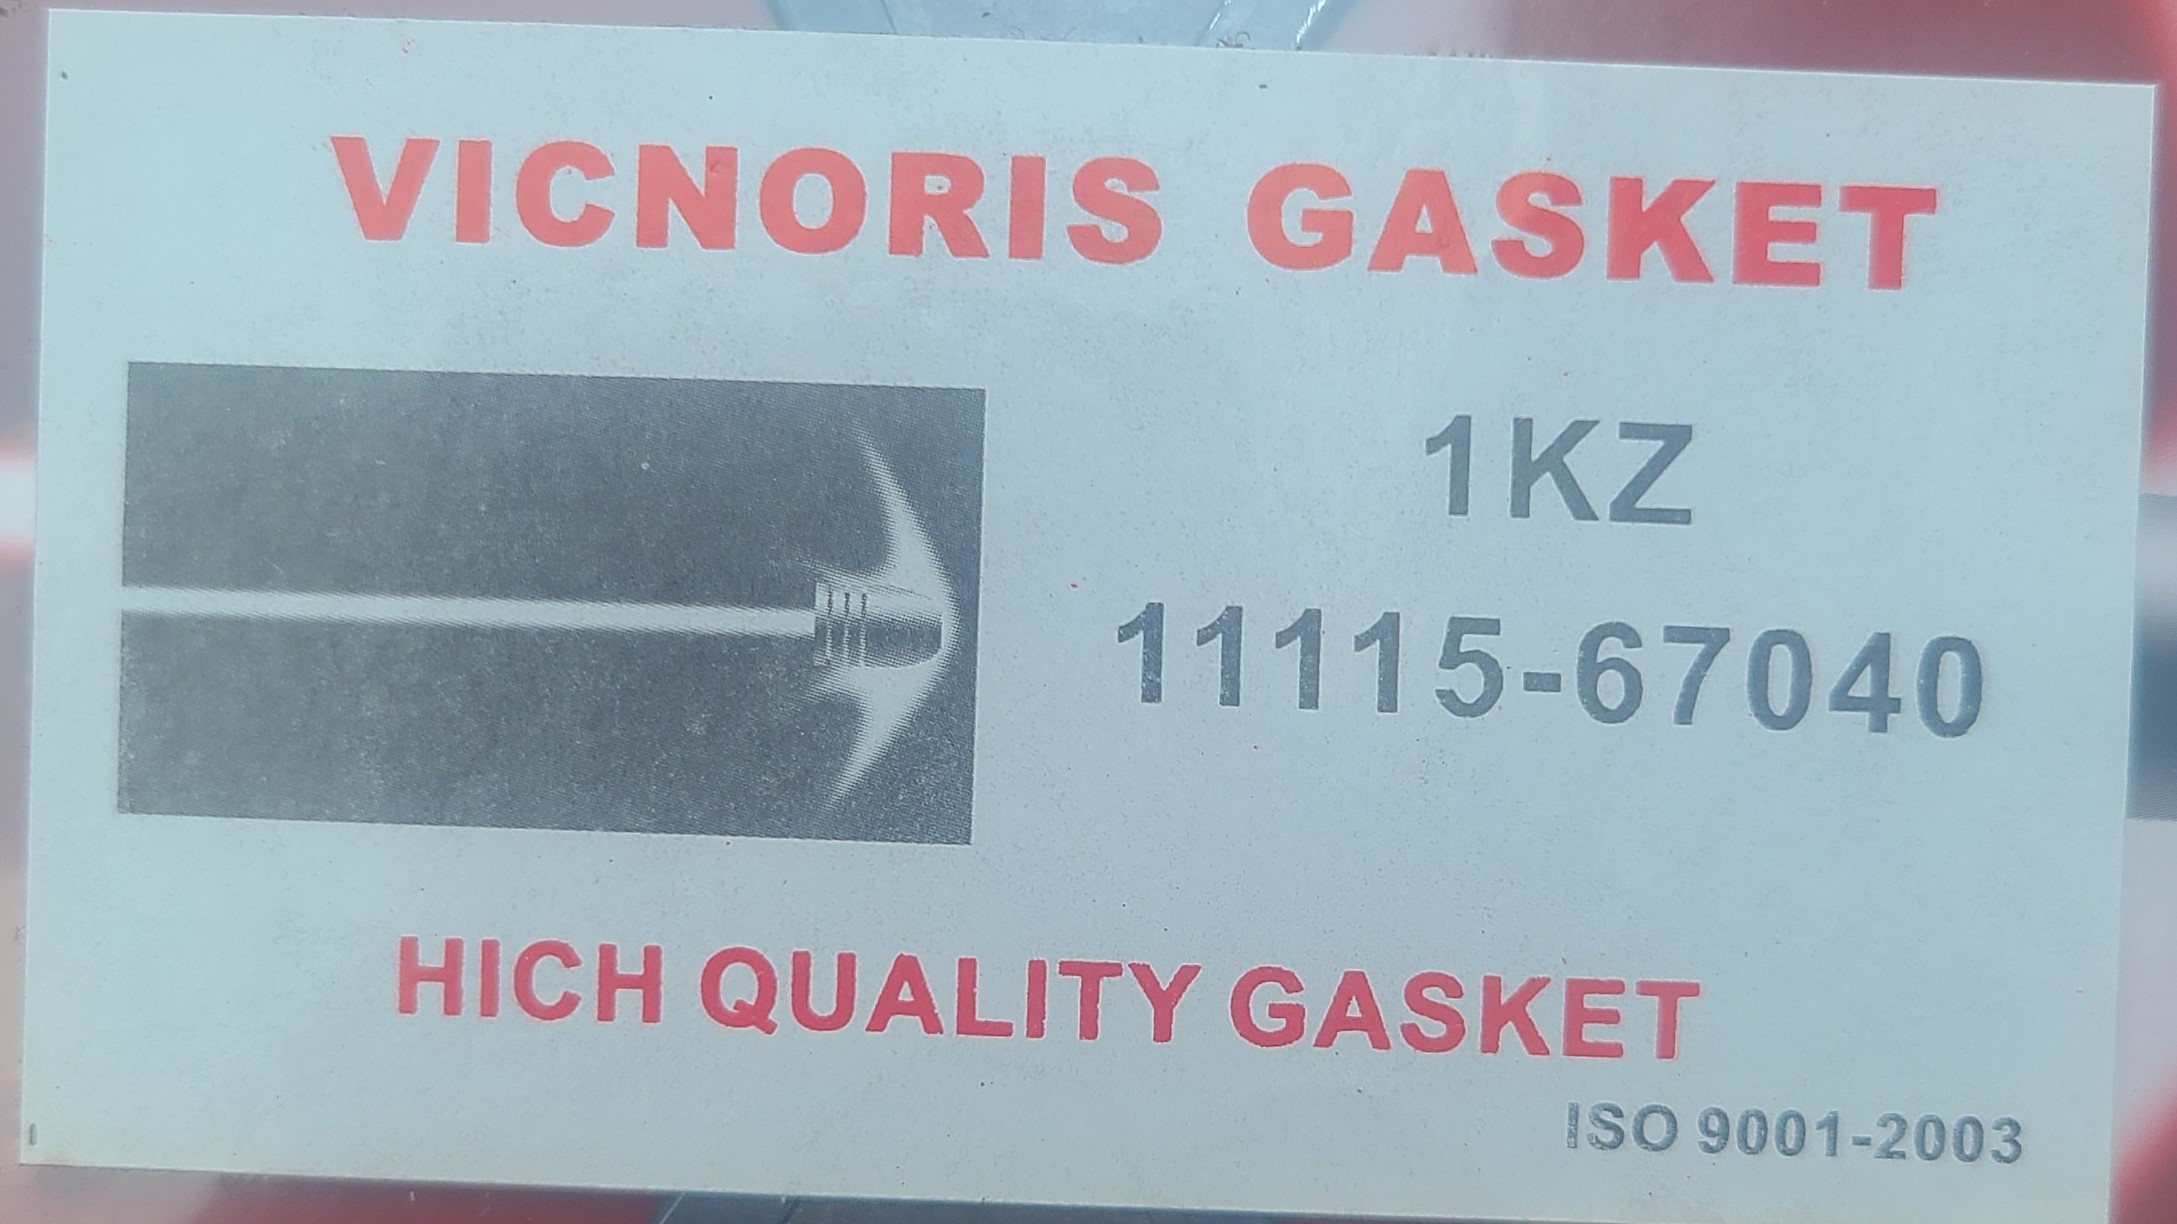 VICNORIS GASKET
1KZ
11115-67040
HICH QUALITY GASKET
ISO 9001-2003